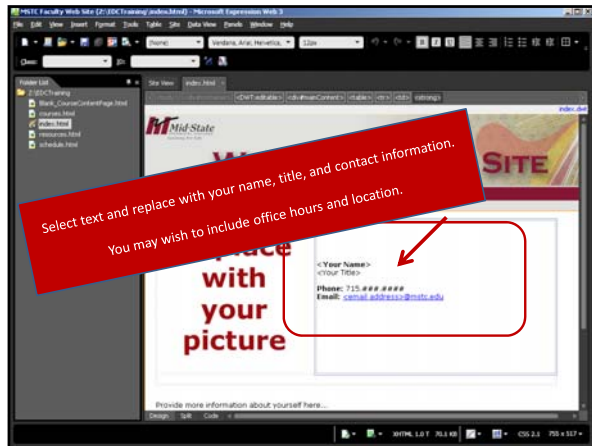 MSTC Faculty Web Site (Z:\IDCTraining\index.html) - Microsoft Expression Web 3
File Edit View Insert Format Tools Table Site Data View Panels Window Help
(None) Verdana, Arial, Helvetica, 12px
Class: ID:
Folder List
Site View index.html
Z:\IDCTraining
Blank_CourseContentPage.html
courses.html
index.html
resources.html
schedule.html
<DWT:editable> <div#mainContent> <table> <tr> <td> <strong>
index.dwt
Mid-State
SITE
Select text and replace with your name, title, and contact information.
You may wish to include office hours and location.
with
your
picture
<Your Name>
<Your Title>
Phone: 715.###.####
Email: <email address>@mstc.edu
Provide more information about yourself here...
Design Split Code
XHTML 1.0 T 70.1 KB CSS 2.1 755 x 517